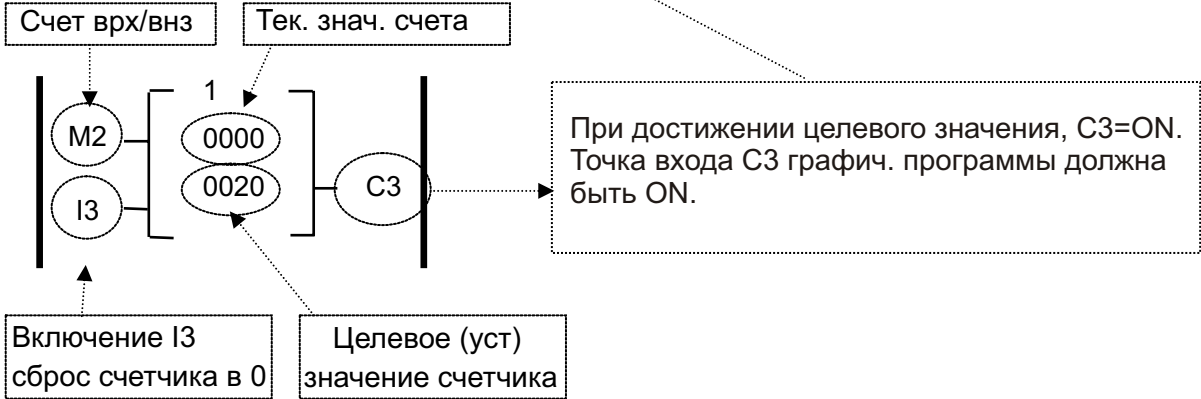 Счет врх/внз
Тек. знач. счета
1
M2
0000
0020
I3
C3
При достижении целевого значения, C3=ON.
Точка входа C3 графич. программы должна
быть ON.
Включение I3
сброс счетчика в 0
Целевое (уст)
значение счетчика